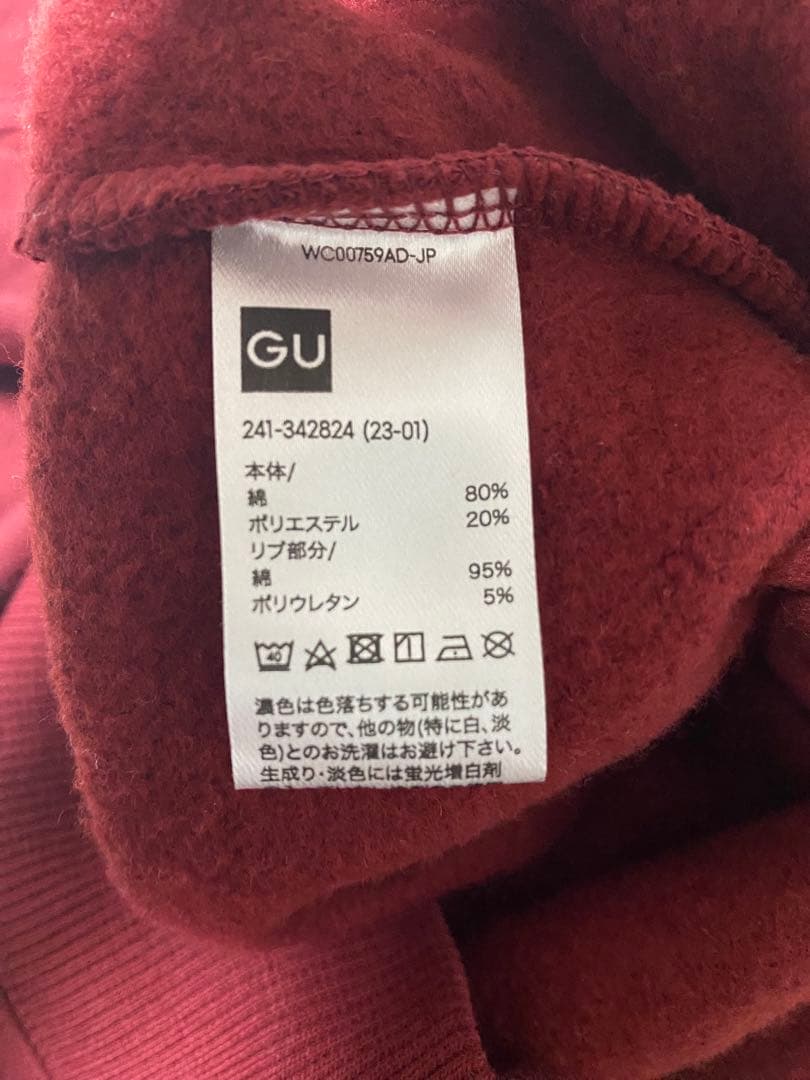 WC00759AD-JP
GU
241-342824 (23-01)
本体/
綿 80%
ポリエステル 20%
リブ部分/
綿 95%
ポリウレタン 5%
40
濃色は色落ちする可能性があ
りますので、他の物(特に白、淡
色)とのお洗濯はお避け下さい。
生成り・淡色には蛍光増白剤